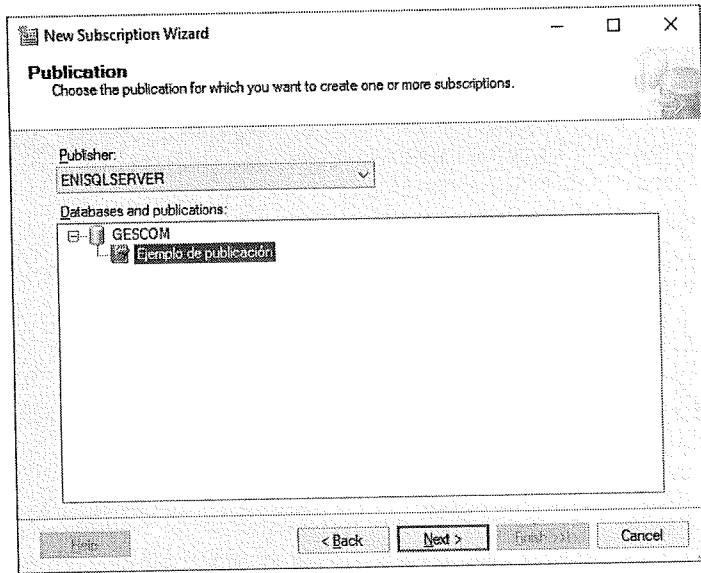 New Subscription Wizard
Publication
Choose the publication for which you want to create one or more subscriptions.
Publisher:
ENISQLSERVER
Databases and publications:
GESCOM
Ejemplo de publicación
Help
< Back
Next >
Finish >>|
Cancel